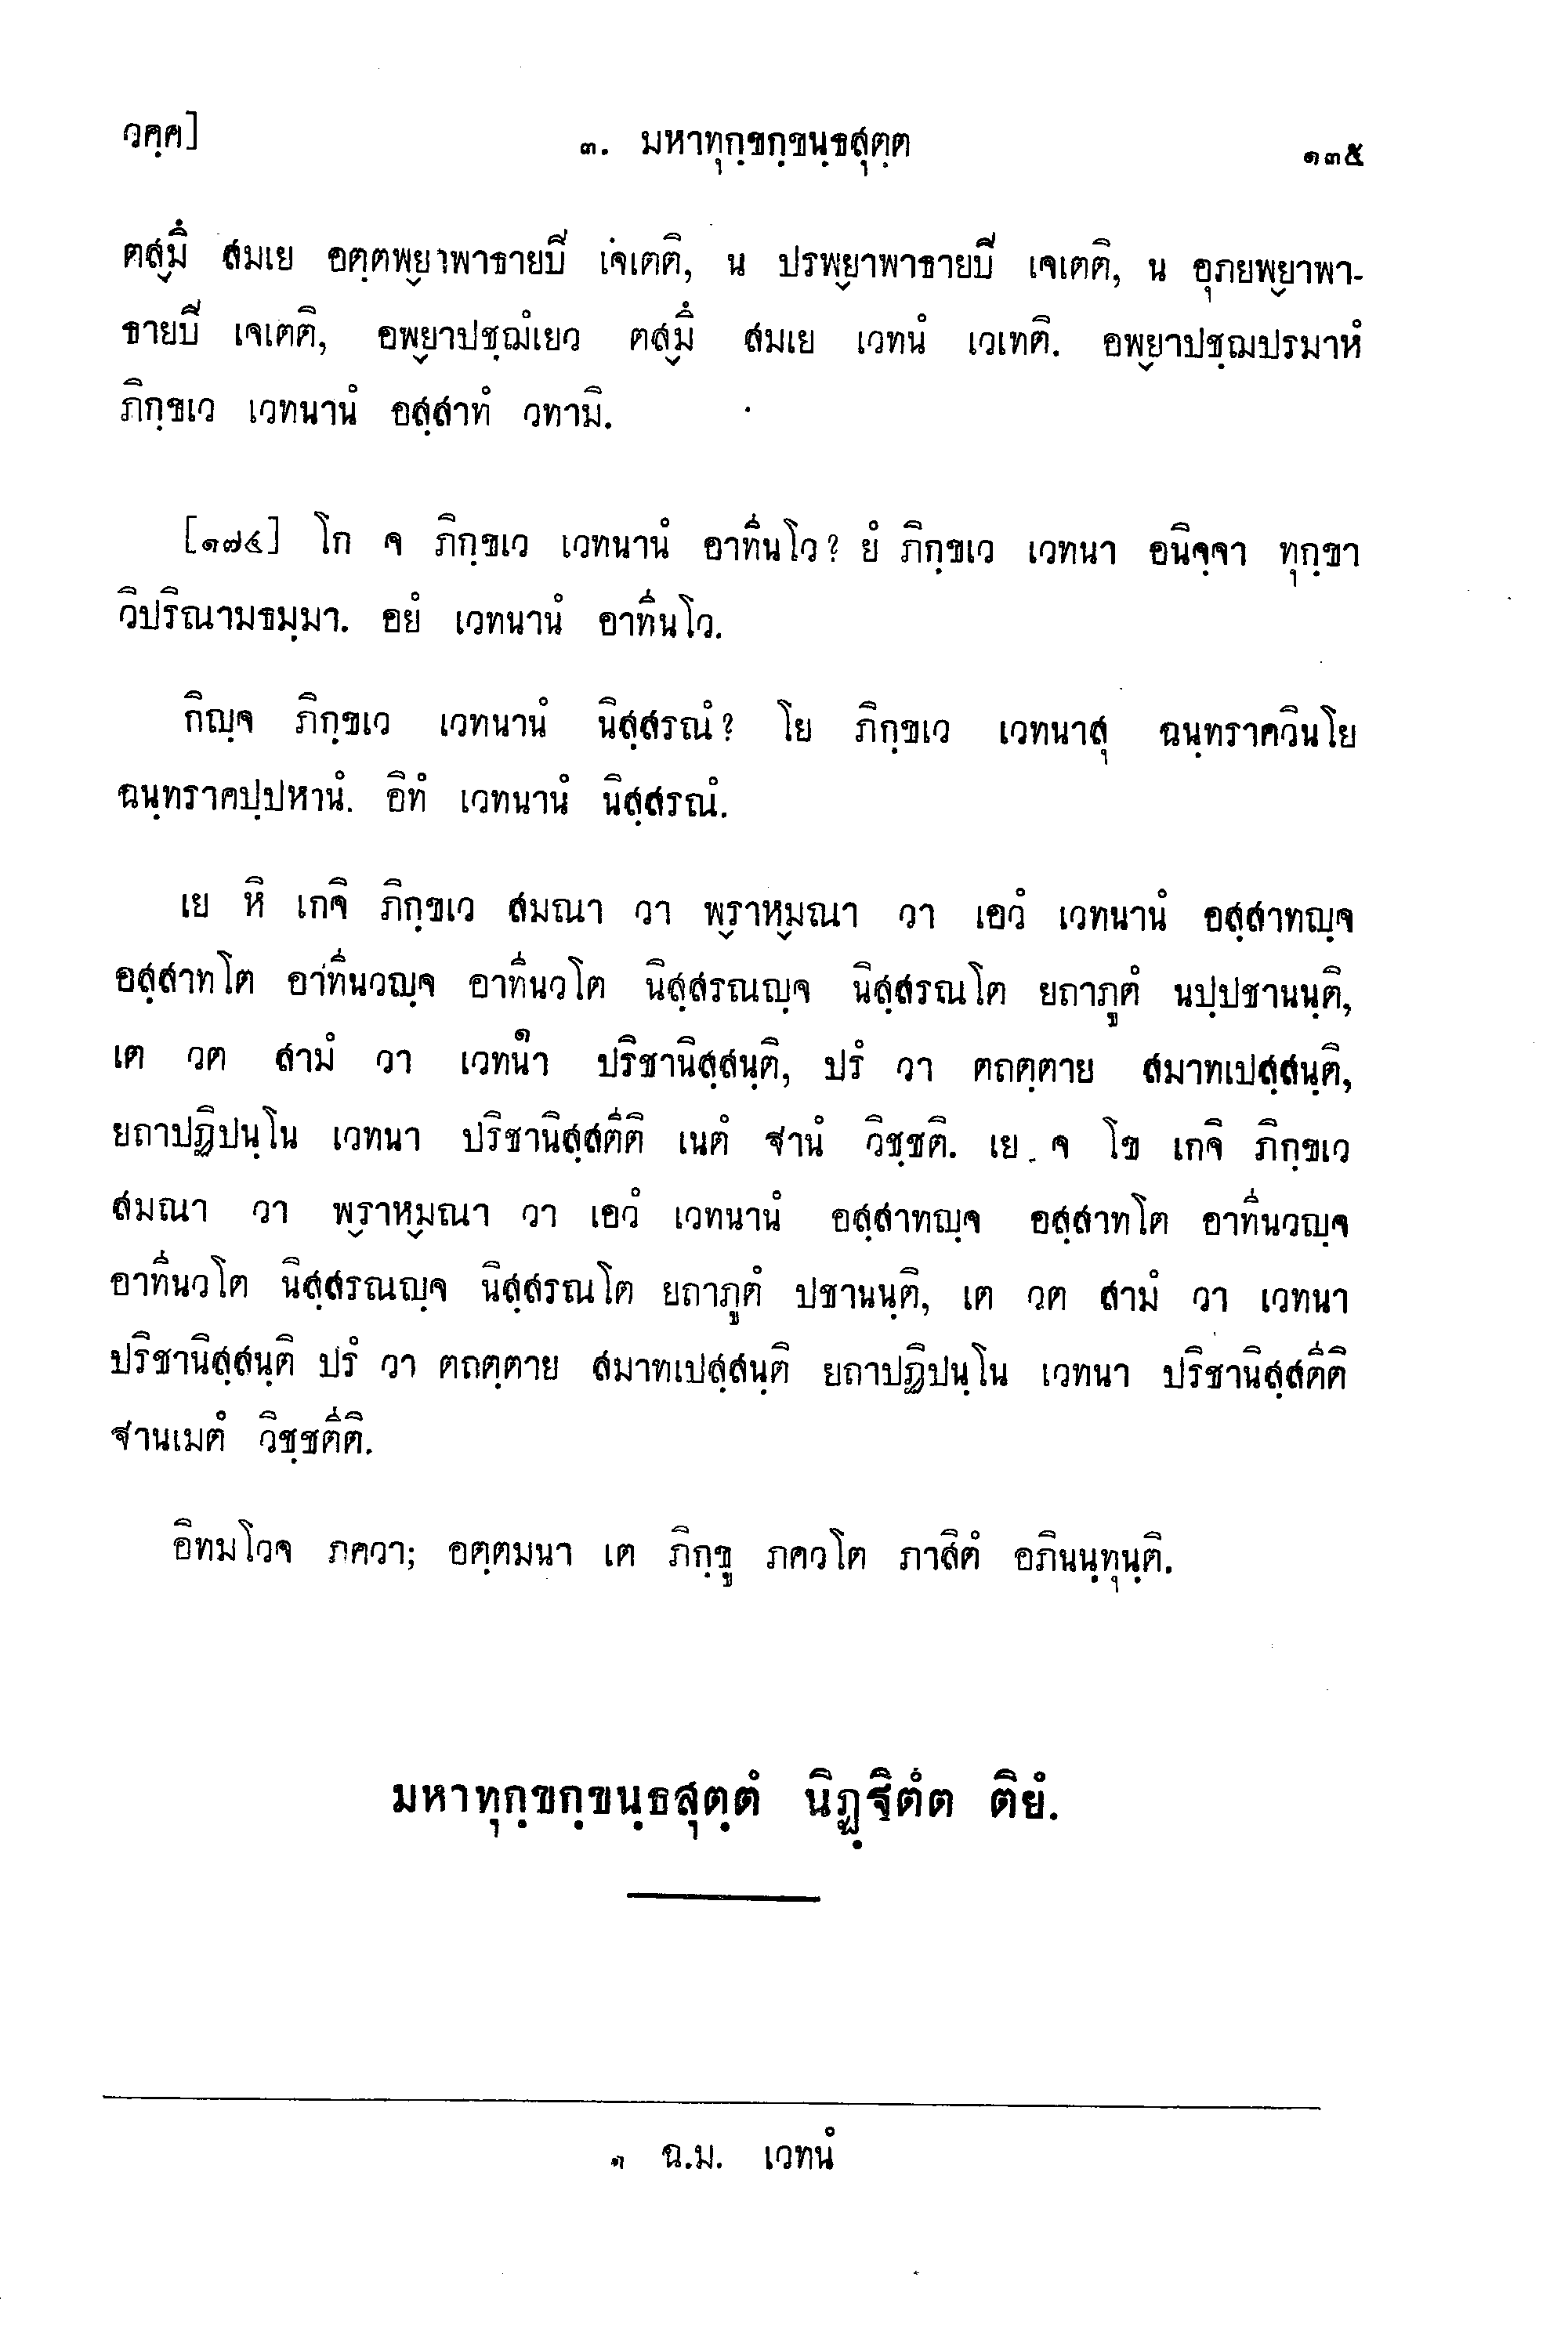 วคฺค]
๓. มหาทุกฺขกฺขนฺธสุตฺต
๑๓๕
ตสฺมึ๎ สมเย อตฺตพฺยาพาธายปิ เจเตติ, น ปรพฺยาพาธายปิ เจเตติ, น อุภยพฺยาพา-
ธายปิ เจเตติ, อพฺยาปชฺฌํเยว ตสฺมึ๎ สมเย เวทนํ เวเทติ. อพฺยาปชฺฌปรมาหํ
ภิกฺขเว เวทนานํ อสฺสาทํ วทามิ.
[๑๗๔] โก จ ภิกฺขเว เวทนานํ อาทีนโว? ยํ ภิกฺขเว เวทนา อนิจฺจา ทุกฺขา
วิปริณามธมฺมา. อยํ เวทนานํ อาทีนโว.
กิญฺจ ภิกฺขเว เวทนานํ นิสฺสรณํ? โย ภิกฺขเว เวทนาสุ ฉนฺทราควินโย
ฉนฺทราคปฺปหานํ. อิทํ เวทนานํ นิสฺสรณํ.
เย หิ เกจิ ภิกฺขเว สมณา วา พฺราหฺมณา วา เอวํ เวทนานํ อสฺสาทญฺจ
อสฺสาทโต อาทีนวญฺจ อาทีนวโต นิสฺสรณญฺจ นิสฺสรณโต ยถาภูตํ นปฺปชานนฺติ,
เต วต สามํ วา เวทนา๑ ปริชานิสฺสนฺติ, ปรํ วา ตถตฺตาย สมาทเปสฺสนฺติ,
ยถาปฏิปนฺโน เวทนา ปริชานิสฺสตีติ เนตํ ฐานํ วิชฺชติ. เย จ โข เกจิ ภิกฺขเว
สมณา วา พฺราหฺมณา วา เอวํ เวทนานํ อสฺสาทญฺจ อสฺสาทโต อาทีนวญฺจ
อาทีนวโต นิสฺสรณญฺจ นิสฺสรณโต ยถาภูตํ ปชานนฺติ, เต วต สามํ วา เวทนา
ปริชานิสฺสนฺติ ปรํ วา ตถตฺตาย สมาทเปสฺสนฺติ ยถาปฏิปนฺโน เวทนา ปริชานิสฺสตีติ
ฐานเมตํ วิชฺชตีติ.
อิทมโวจ ภควา; อตฺตมนา เต ภิกฺขู ภควโต ภาสิตํ อภินนฺทุนฺติ.
มหาทุกฺขกฺขนฺธสุตฺตํ นิฏฺฐิตํต ติยํ.
๑ ฉ.ม. เวทนํ